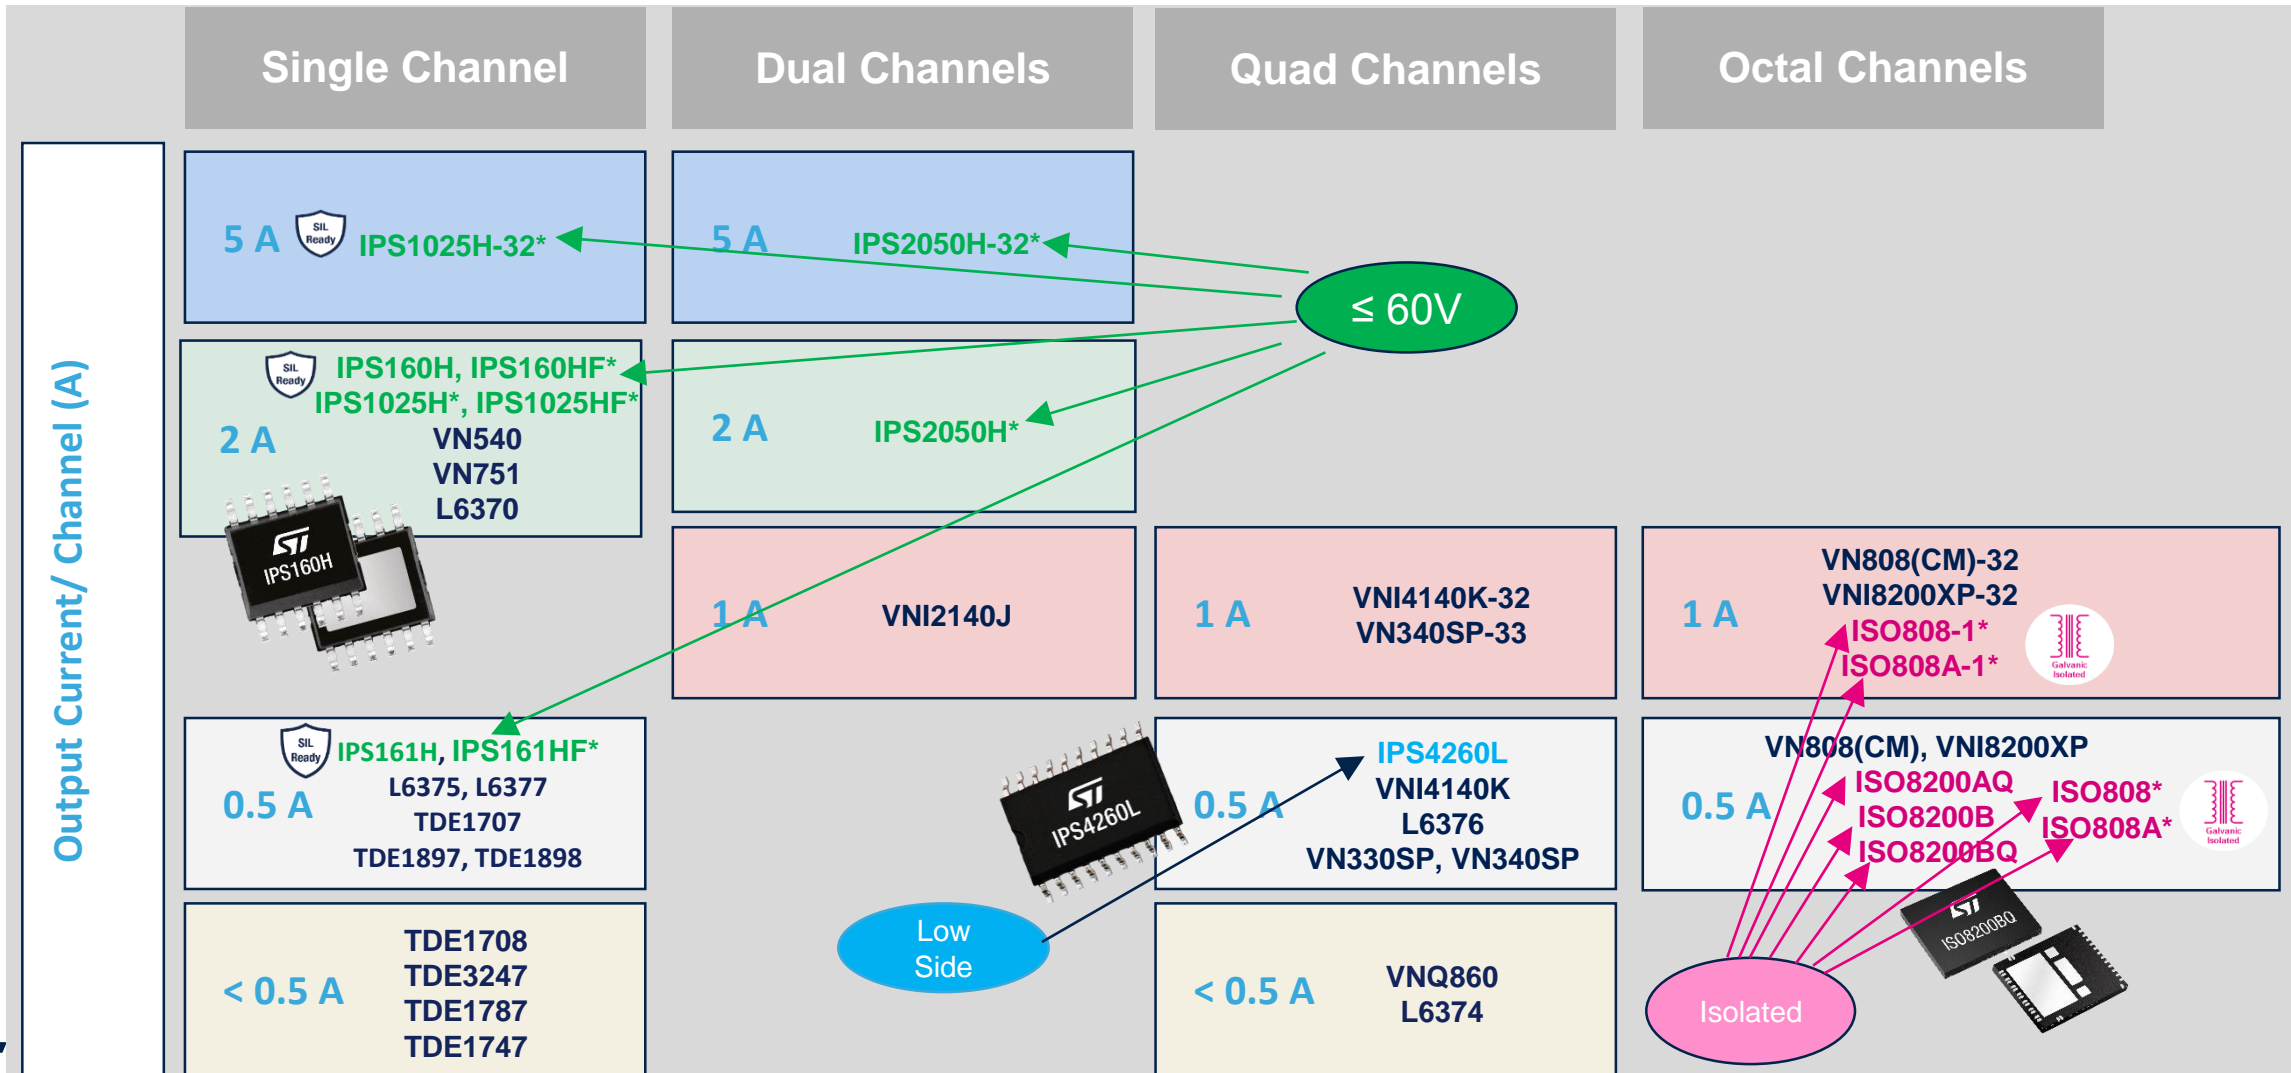 Single Channel
Dual Channels
Quad Channels
Octal Channels
Output Current/ Channel (A)
5 A
SIL
Ready
IPS1025H-32*
5 A
IPS2050H-32*
≤ 60V
2 A
SIL
Ready
IPS160H, IPS160HF*
IPS1025H*, IPS1025HF*
VN540
VN751
L6370
ST
IPS160H
2 A
IPS2050H*
1 A
VNI2140J
1 A
VNI4140K-32
VN340SP-33
1 A
VN808(CM)-32
VNI8200XP-32
ISO808-1*
ISO808A-1*
Galvanic
Isolated
0.5 A
SIL
Ready
IPS161H, IPS161HF*
L6375, L6377
TDE1707
TDE1897, TDE1898
ST
IPS4260L
0.5 A
IPS4260L
VNI4140K
L6376
VN330SP, VN340SP
0.5 A
VN808(CM), VNI8200XP
ISO8200AQ
ISO8200B
ISO8200BQ
ISO808*
ISO808A*
Galvanic
Isolated
< 0.5 A
TDE1708
TDE3247
TDE1787
TDE1747
Low
Side
< 0.5 A
VNQ860
L6374
Isolated
ST
ISO8200BQ